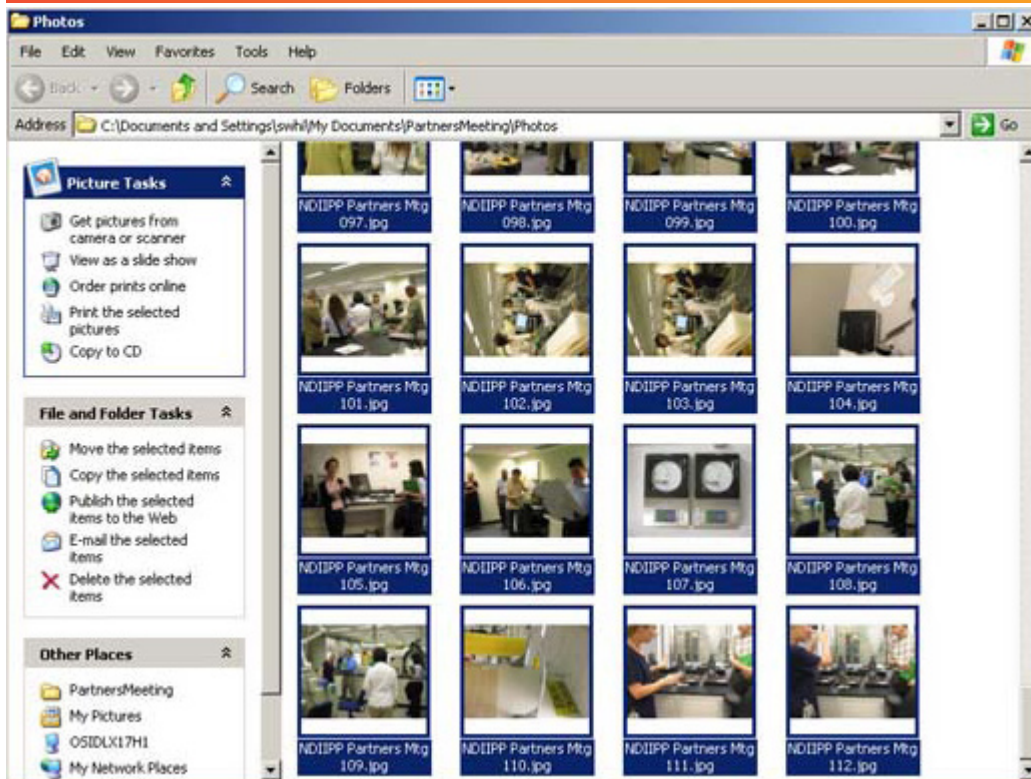 Photos
File Edit View Favorites Tools Help
Back Search Folders
Address C:\Documents and Settings\swhi\My Documents\PartnersMeeting\Photos Go
Picture Tasks
Get pictures from
camera or scanner
View as a slide show
Order prints online
Print the selected
pictures
Copy to CD
File and Folder Tasks
Move the selected items
Copy the selected items
Publish the selected
items to the Web
E-mail the selected
items
Delete the selected
items
Other Places
PartnersMeeting
My Pictures
OSIDLX17H1
My Network Places
NDIIPP Partners Mtg NDIIPP Partners Mtg NDIIPP Partners Mtg NDIIPP Partners Mtg
097.jpg 098.jpg 099.jpg 100.jpg
NDIIPP Partners Mtg NDIIPP Partners Mtg NDIIPP Partners Mtg NDIIPP Partners Mtg
101.jpg 102.jpg 103.jpg 104.jpg
NDIIPP Partners Mtg NDIIPP Partners Mtg NDIIPP Partners Mtg NDIIPP Partners Mtg
105.jpg 106.jpg 107.jpg 108.jpg
NDIIPP Partners Mtg NDIIPP Partners Mtg NDIIPP Partners Mtg NDIIPP Partners Mtg
109.jpg 110.jpg 111.jpg 112.jpg